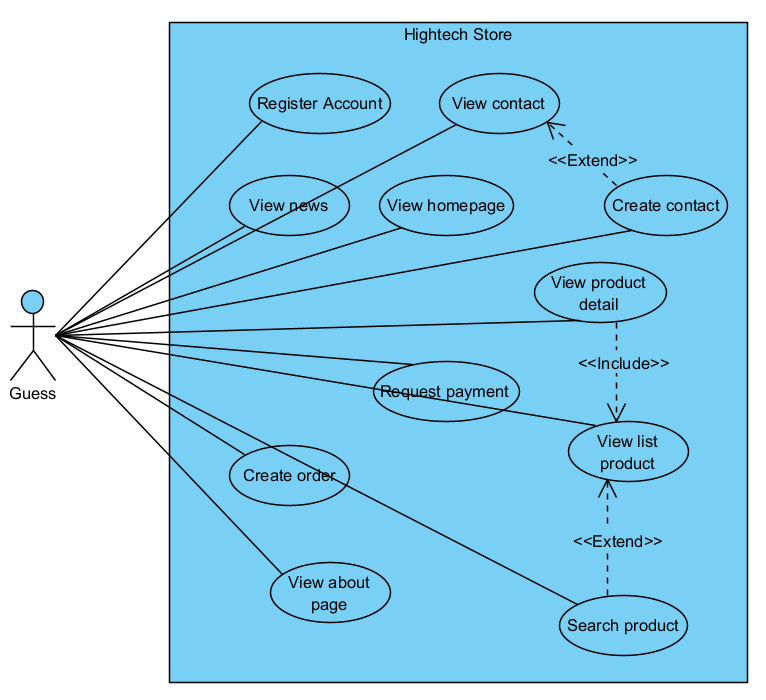 Hightech Store
Register Account
View contact
<<Extend>>
View news
View homepage
Create contact
View product
detail
Guess
<<Include>>
Request payment
View list
product
Create order
<<Extend>>
View about
page
Search product